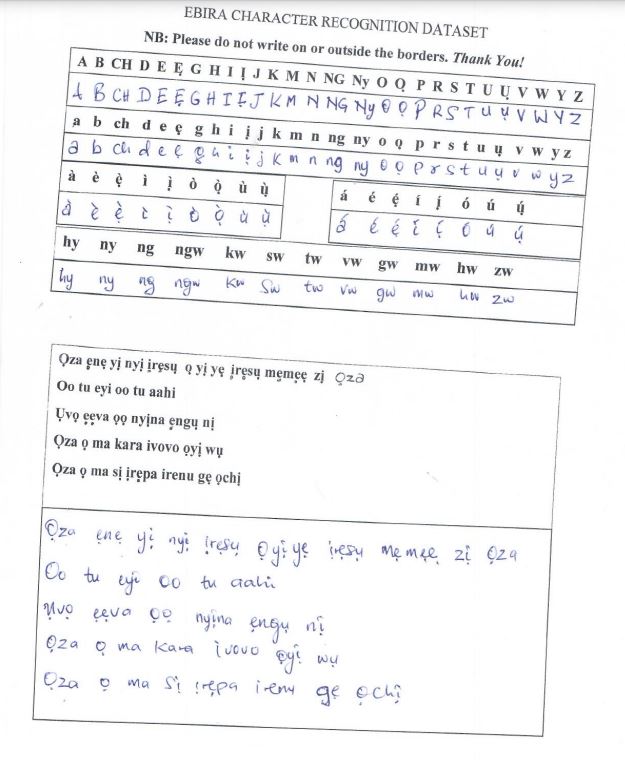 EBIRA CHARACTER RECOGNITION DATASET
NB: Please do not write on or outside the borders. Thank You!
A B CH D E Ẹ G H I Ị J K M N NG Ny O Ọ P R S T U Ụ V W Y Z
A B CH D E Ẹ G H I Ị J K M N NG Ny O Ọ P R S T U Ụ V W Y Z
a b ch d e ẹ g h i ị j k m n ng ny o ọ p r s t u ụ v w y z
a b ch d e ẹ g h i ị j k m n ng ny o ọ p r s t u ụ v w y z
à è ẹ̀ ì ị̀ ò ọ̀ ù ụ̀
à è ẹ̀ ì ị̀ ò ọ̀ ù ụ̀
á é ẹ́ í ị́ ó ú ụ́
á é ẹ́ í ị́ ó ú ụ́
hy ny ng ngw kw sw tw vw gw mw hw zw
hy ny ng ngw kw sw tw vw gw mw hw zw
Ọza ẹnẹ yị nyị ịrẹsụ ọ yị yẹ ịrẹsụ mẹmẹẹ zị ọza
Oo tu eyi oo tu aahi
Ụvọ ẹẹva ọọ nyịna ẹngụ nị
Ọza ọ ma kara ivovo ọyị wụ
Ọza ọ ma sị ịrẹpa irenu gẹ ọchị
Ọza ẹnẹ yị nyị ịrẹsụ Ọyị yẹ ịrẹsụ mẹmẹẹ zị Ọza
Oo tu eyi oo tu aahi
Ụvọ ẹẹva ọọ nyịna ẹngụ nị
Ọza ọ ma kara ivovo ọyị wụ
Ọza ọ ma sị ịrẹpa irenu gẹ ọchị